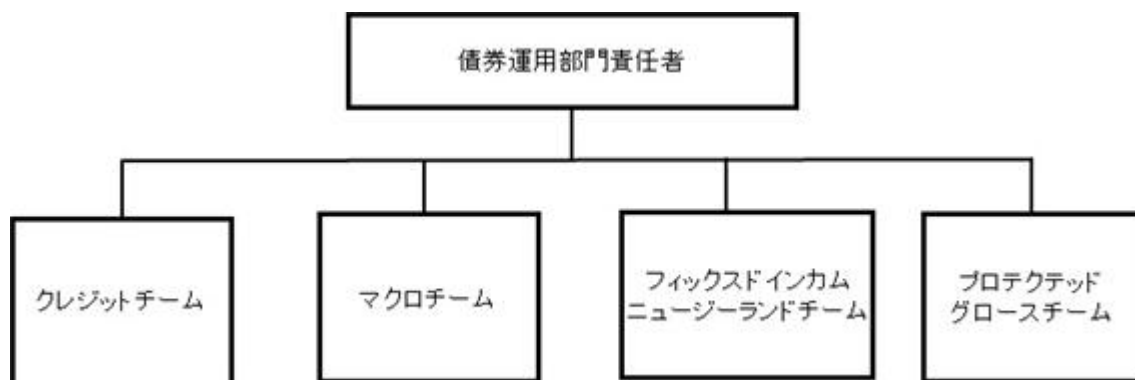 債券運用部門責任者
クレジットチーム
マクロチーム
フィックスドインカム
ニュージーランドチーム
プロテクテッド
グロースチーム